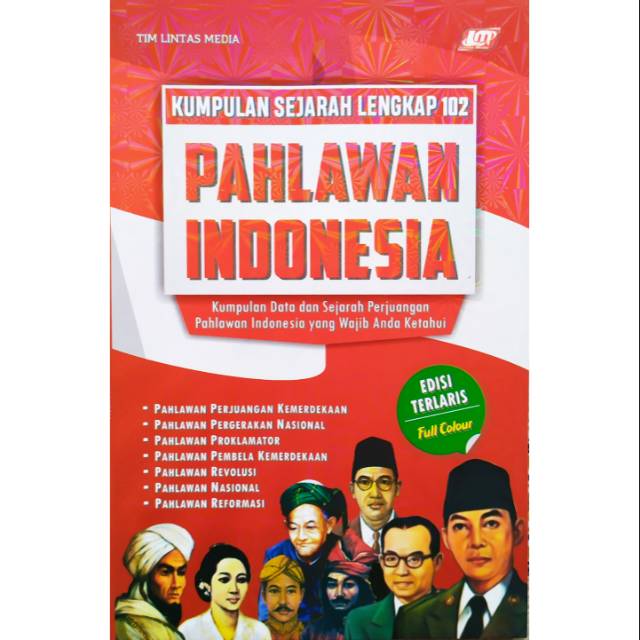 TIM LINTAS MEDIA
KUMPULAN SEJARAH LENGKAP 102
PAHLAWAN
INDONESIA
Kumpulan Data dan Sejarah Perjuangan
Pahlawan Indonesia yang Wajib Anda Ketahui
EDISI
TERLARIS
Full Colour
- PAHLAWAN PERJUANGAN KEMERDEKAAN
- PAHLAWAN PERGERAKAN NASIONAL
- PAHLAWAN PROKLAMATOR
- PAHLAWAN PEMBELA KEMERDEKAAN
- PAHLAWAN REVOLUSI
- PAHLAWAN NASIONAL
- PAHLAWAN REFORMASI